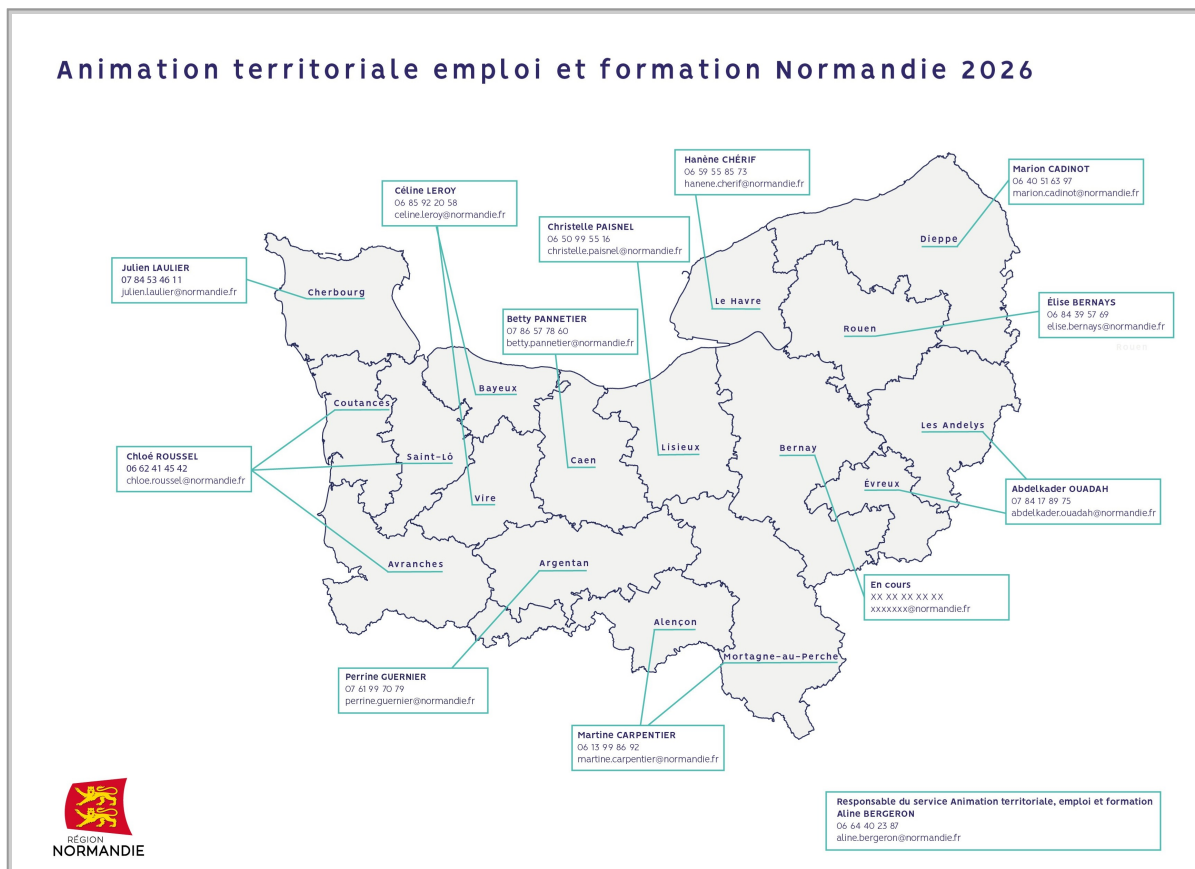 Animation territoriale emploi et formation Normandie 2026
Hanène CHÉRIF
06 59 55 85 73
hanene.cherif@normandie.fr
Marion CADINOT
06 40 51 63 97
marion.cadinot@normandie.fr
Céline LEROY
06 85 92 20 58
celine.leroy@normandie.fr
Christelle PAISNEL
06 50 99 55 16
christelle.paisnel@normandie.fr
Dieppe
Julien LAULIER
07 84 53 46 11
julien.laulier@normandie.fr
Cherbourg
Le Havre
Élise BERNAYS
06 84 39 57 69
elise.bernays@normandie.fr
Betty PANNETIER
07 86 57 78 60
betty.pannetier@normandie.fr
Rouen
Rouen
Bayeux
Coutances
Les Andelys
Lisieux
Bernay
Chloé ROUSSEL
06 62 41 45 42
chloe.roussel@normandie.fr
Saint-Lô
Caen
Évreux
Vire
Abdelkader OUADAH
07 84 17 89 75
abdelkader.ouadah@normandie.fr
Avranches
Argentan
En cours
XX XX XX XX XX
xxxxxxx@normandie.fr
Alençon
Mortagne-au-Perche
Perrine GUERNIER
07 61 99 70 79
perrine.guernier@normandie.fr
Martine CARPENTIER
06 13 99 86 92
martine.carpentier@normandie.fr
Responsable du service Animation territoriale, emploi et formation
Aline BERGERON
06 64 40 23 87
aline.bergeron@normandie.fr
RÉGION
NORMANDIE